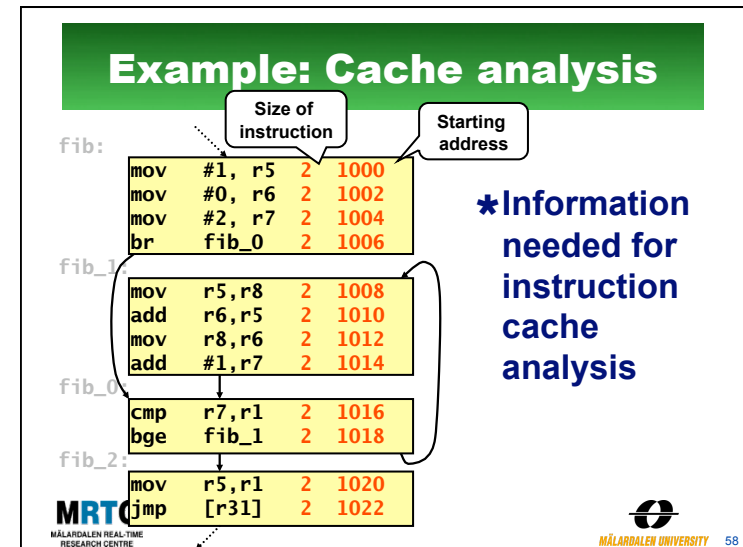 Example: Cache analysis
Size of
instruction
Starting
address
fib:
mov #1, r5 2 1000
mov #0, r6 2 1002
mov #2, r7 2 1004
br fib_0 2 1006
fib_1:
mov r5,r8 2 1008
add r6,r5 2 1010
mov r8,r6 2 1012
add #1,r7 2 1014
fib_0:
cmp r7,r1 2 1016
bge fib_1 2 1018
fib_2:
mov r5,r1 2 1020
jmp [r31] 2 1022
*Information
needed for
instruction
cache
analysis
MRTC
MÄLARDALEN REAL-TIME
RESEARCH CENTRE
MÄLARDALEN UNIVERSITY 58